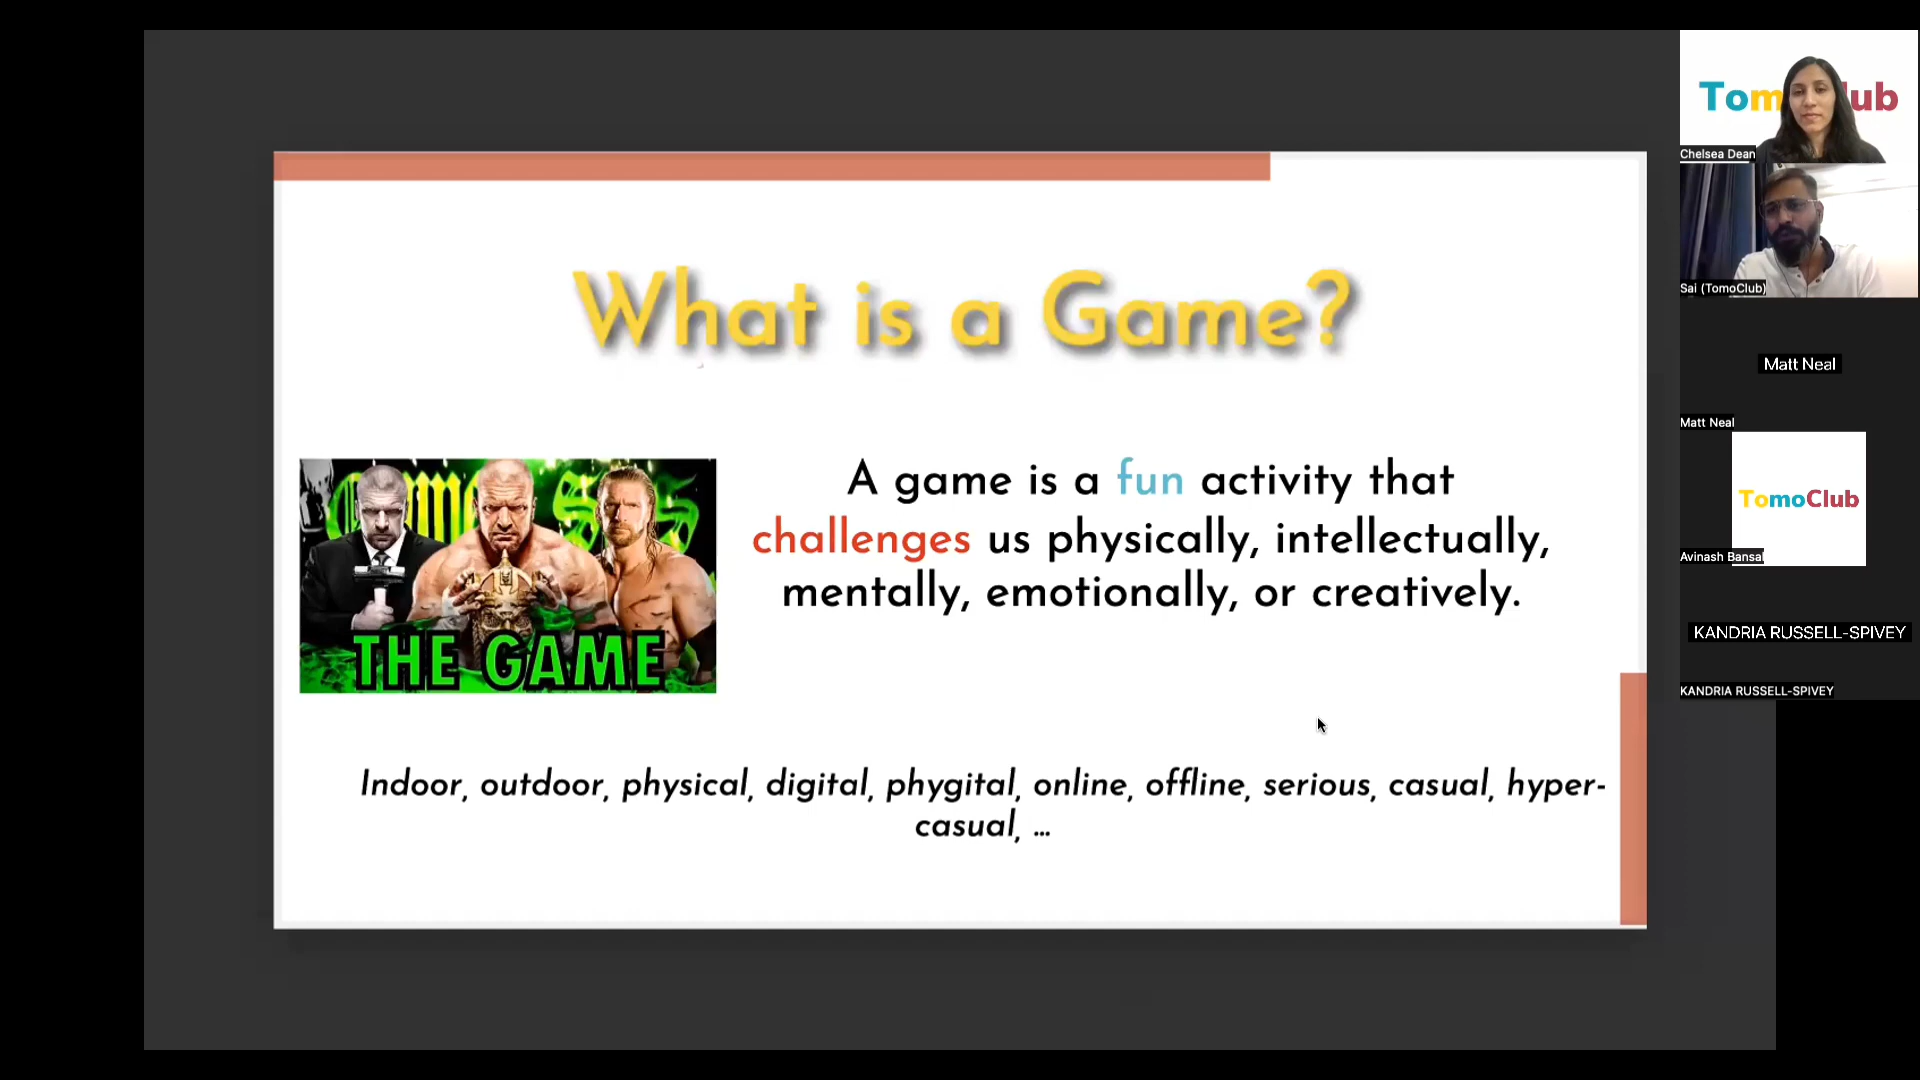 What is a Game?
A game is a fun activity that
challenges us physically, intellectually,
mentally, emotionally, or creatively.
THE GAME
Indoor, outdoor, physical, digital, phygital, online, offline, serious, casual, hyper-
casual, ...
Chelsea Dean
Sai (TomoClub)
Matt Neal
Matt Neal
TomoClub
Avinash Bansal
KANDRIA RUSSELL-SPIVEY
KANDRIA RUSSELL-SPIVEY